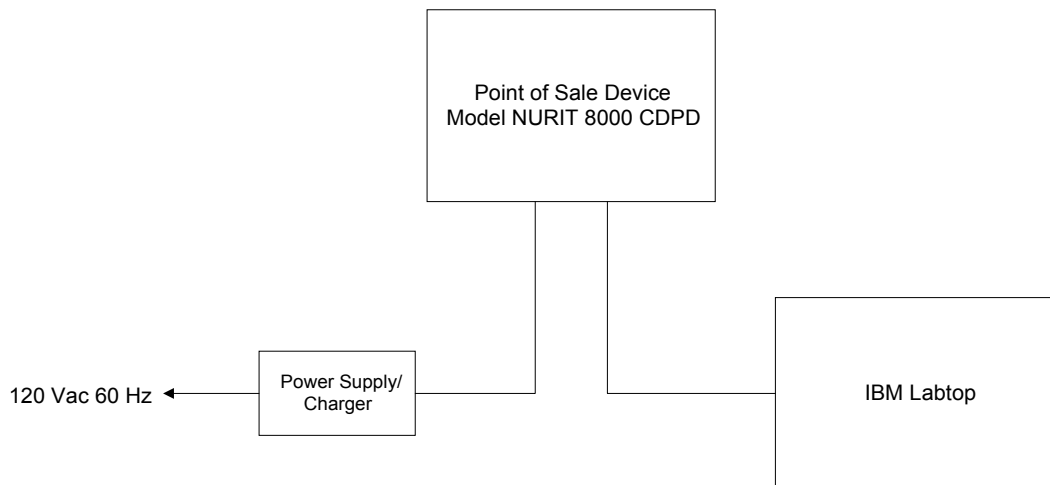 Point of Sale Device
Model NURIT 8000 CDPD
Power Supply/
Charger
120 Vac 60 Hz
IBM Labtop